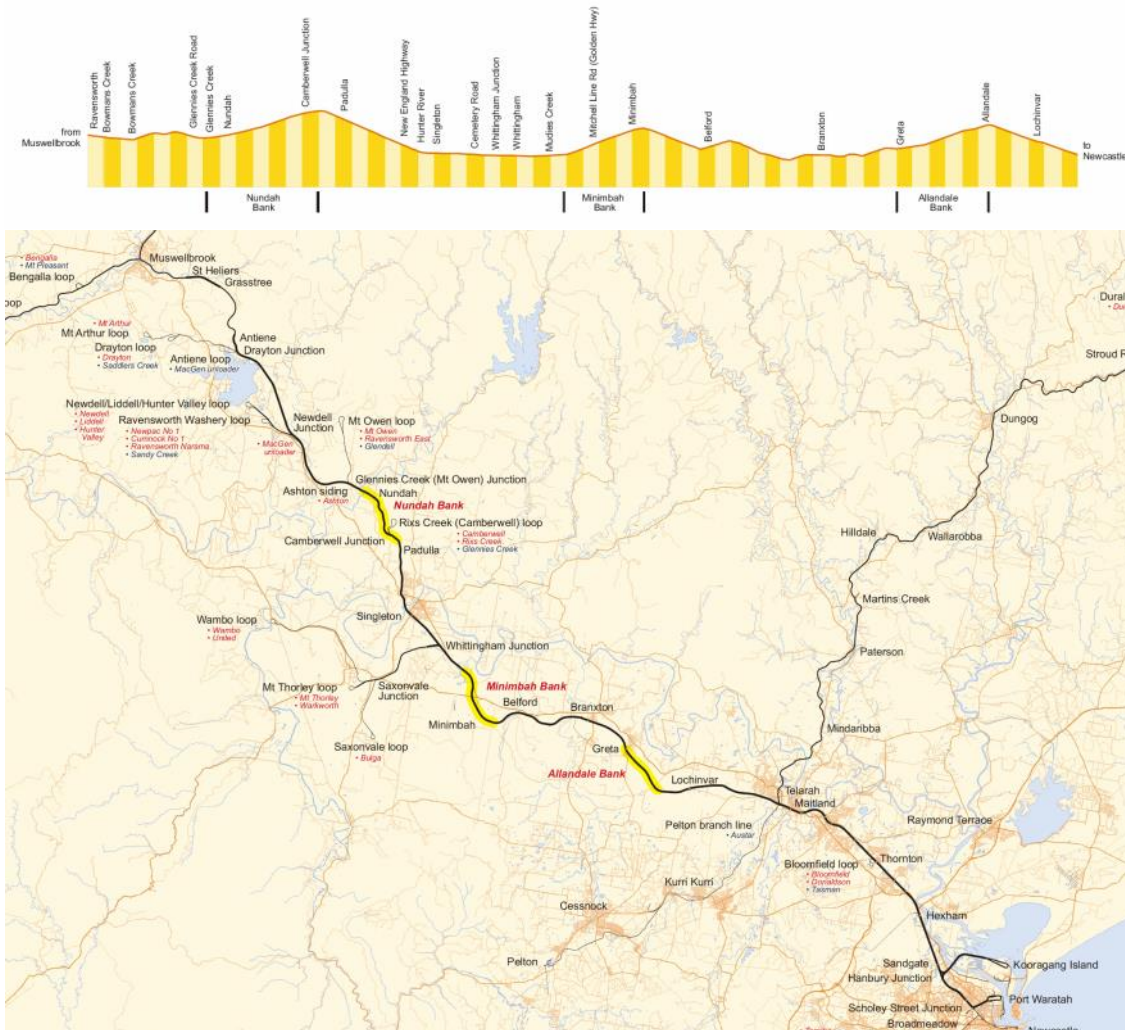 from
Muswellbrook
Ravensworth
Bowmans Creek
Bowmans Creek
Glennies Creek Road
Glennies Creek
Nundah
Camberwell Junction
Padulla
New England Highway
Hunter River
Singleton
Cemetery Road
Whittingham Junction
Whittingham
Mudies Creek
Mitchell Line Rd (Golden Hwy)
Minimbah
Belford
Branxton
Greta
Allandale
Lochinvar
to
Newcastle
Nundah
Bank
Minimbah
Bank
Allandale
Bank
• Bengalla
• Mt Pleasant
Bengalla loop
oop
Muswellbrook
St Heliers
Grasstree
• Mt Arthur
Mt Arthur loop
Drayton loop
• Drayton
• Saddlers Creek
Antiene
Drayton Junction
Antiene loop
• MacGen unloader
Newdell/Liddell/Hunter Valley loop
• Newdell
• Liddell
• Hunter
Valley
Ravensworth Washery loop
• Newpac No 1
• Cumnock No 1
• Ravensworth Narama
• Sandy Creek
Newdell
Junction
• MacGen
unloader
Mt Owen loop
• Mt Owen
• Ravensworth East
• Glendell
Glennies Creek (Mt Owen) Junction
Ashton siding
• Ashton
Nundah
Nundah Bank
Rixs Creek (Camberwell) loop
• Camberwell
• Rixs Creek
• Glennies Creek
Camberwell Junction
Padulla
Singleton
Wambo loop
• Wambo
• United
Whittingham Junction
Mt Thorley loop
• Mt Thorley
• Warkworth
Saxonvale
Junction
Minimbah Bank
Minimbah
Belford
Branxton
Saxonvale loop
• Bulga
Greta
Allandale Bank
Lochinvar
Dural
• Du
Stroud R
Dungog
Hilldale
Wallarobba
Martins Creek
Paterson
Mindaribba
Telarah
Maitland
Pelton branch line
• Austar
Raymond Terrace
Bloomfield loop
• Bloomfield
• Donaldson
• Tasman
Thornton
Kurri Kurri
Cessnock
Hexham
Pelton
Sandgate
Hanbury Junction
Kooragang Island
Scholey Street Junction
Port Waratah
Broadmeadow
Newcastle